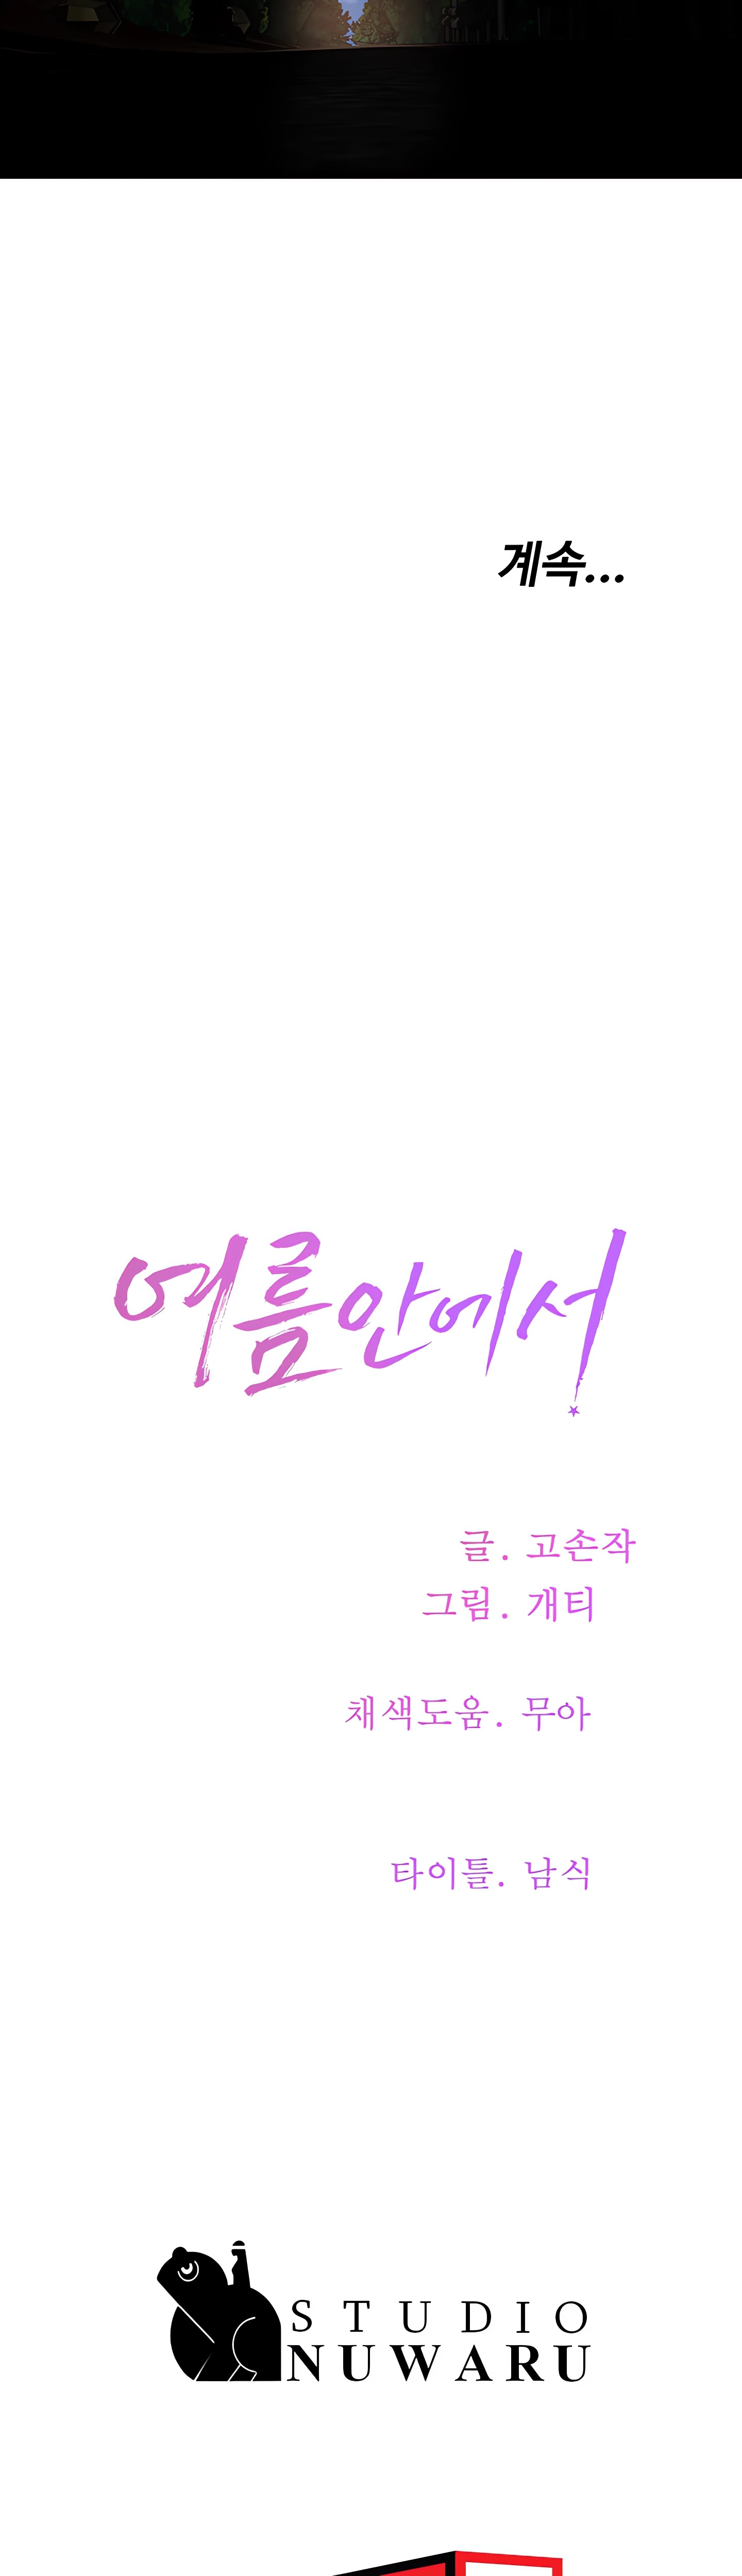 계속...
여름안에서
글. 고손작
그림. 개티
채색도움. 무아
타이틀. 남식
STUDIO
NUWARU